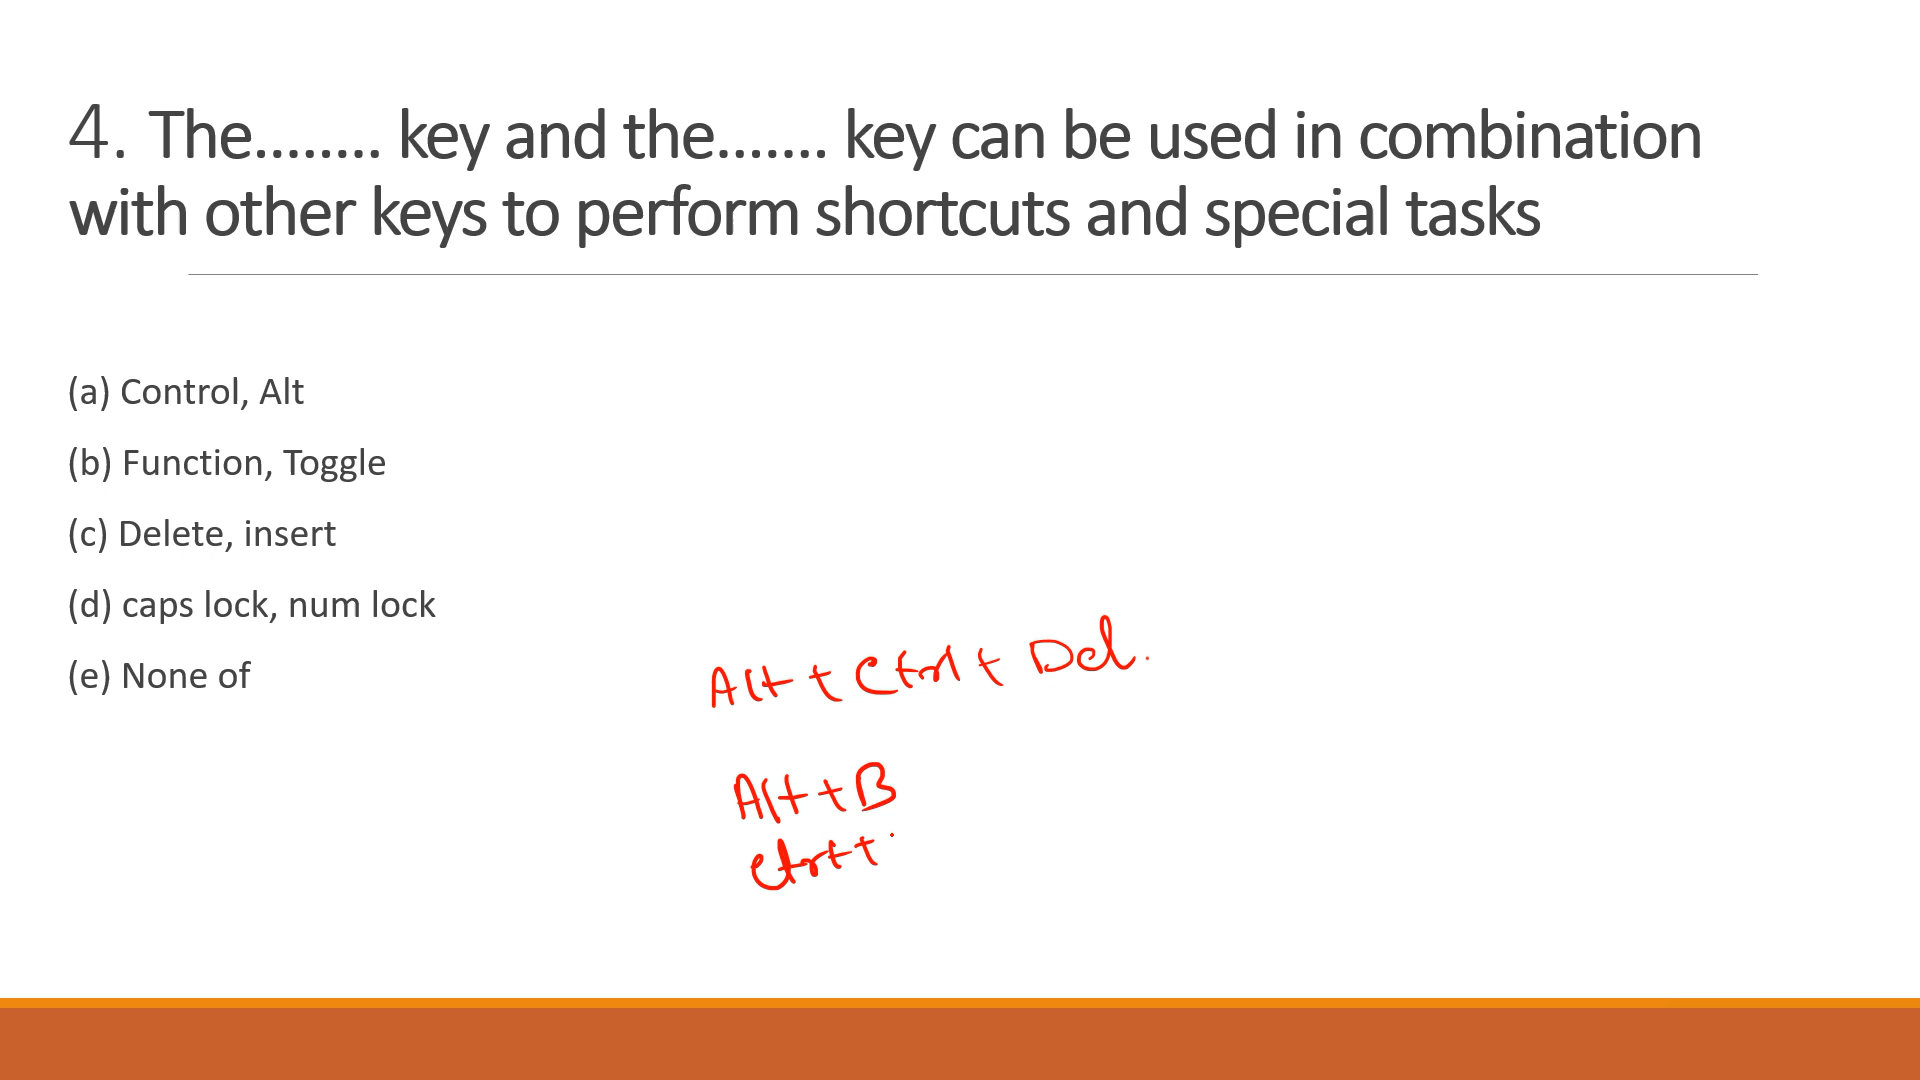 4. The........ key and the....... key can be used in combination
with other keys to perform shortcuts and special tasks
(a) Control, Alt
(b) Function, Toggle
(c) Delete, insert
(d) caps lock, num lock
(e) None of
Alt + Ctrl + Del.
Alt + B
Ctrl +